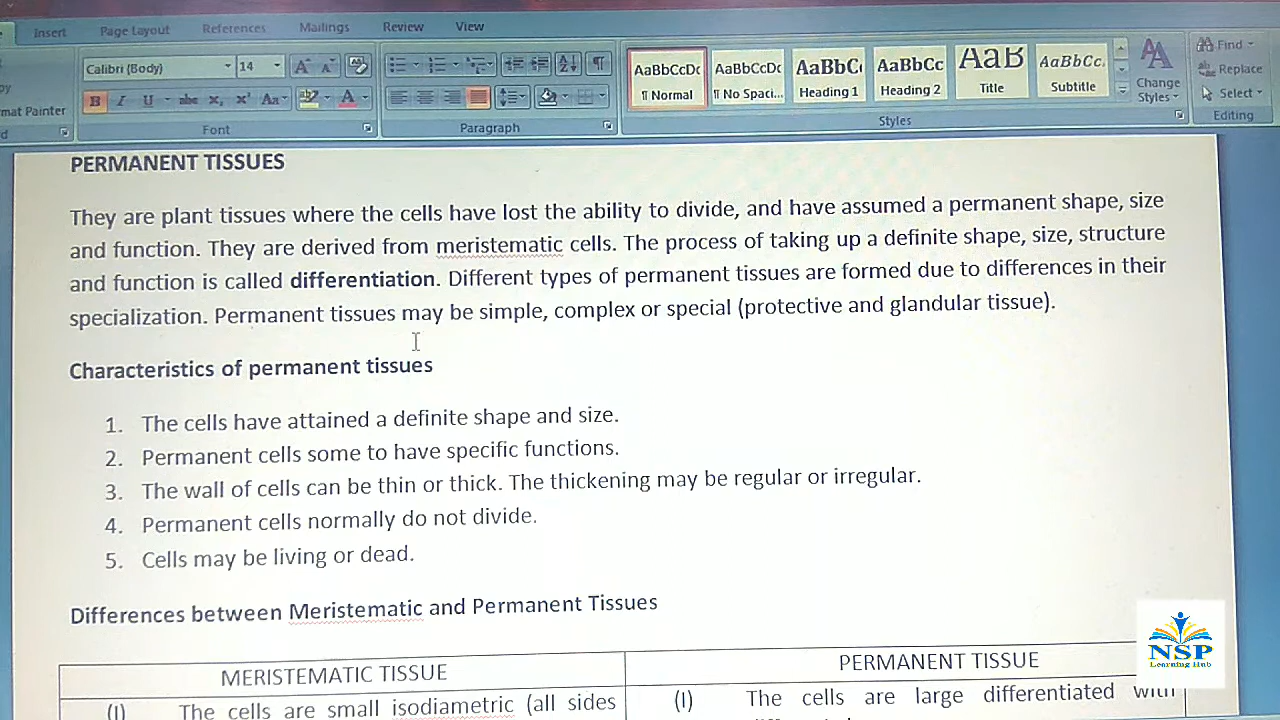 Insert Page Layout References Mailings Review View
Calibri (Body) 14
B I U abc x, x' Aa A
AaBbCcDc AaBbCcDc AaBbC AaBbCc AaB AaBbCc.
¶ Normal ¶ No Spaci... Heading 1 Heading 2 Title Subtitle
Change Styles
Find
Replace
Select
mat Painter
Font Paragraph Styles Editing
PERMANENT TISSUES
They are plant tissues where the cells have lost the ability to divide, and have assumed a permanent shape, size
and function. They are derived from meristematic cells. The process of taking up a definite shape, size, structure
and function is called differentiation. Different types of permanent tissues are formed due to differences in their
specialization. Permanent tissues may be simple, complex or special (protective and glandular tissue).
Characteristics of permanent tissues
1. The cells have attained a definite shape and size.
2. Permanent cells some to have specific functions.
3. The wall of cells can be thin or thick. The thickening may be regular or irregular.
4. Permanent cells normally do not divide.
5. Cells may be living or dead.
Differences between Meristematic and Permanent Tissues
MERISTEMATIC TISSUE PERMANENT TISSUE
(I) The cells are small isodiametric (all sides
(I) The cells are large differentiated with
NSP
Learning Hub